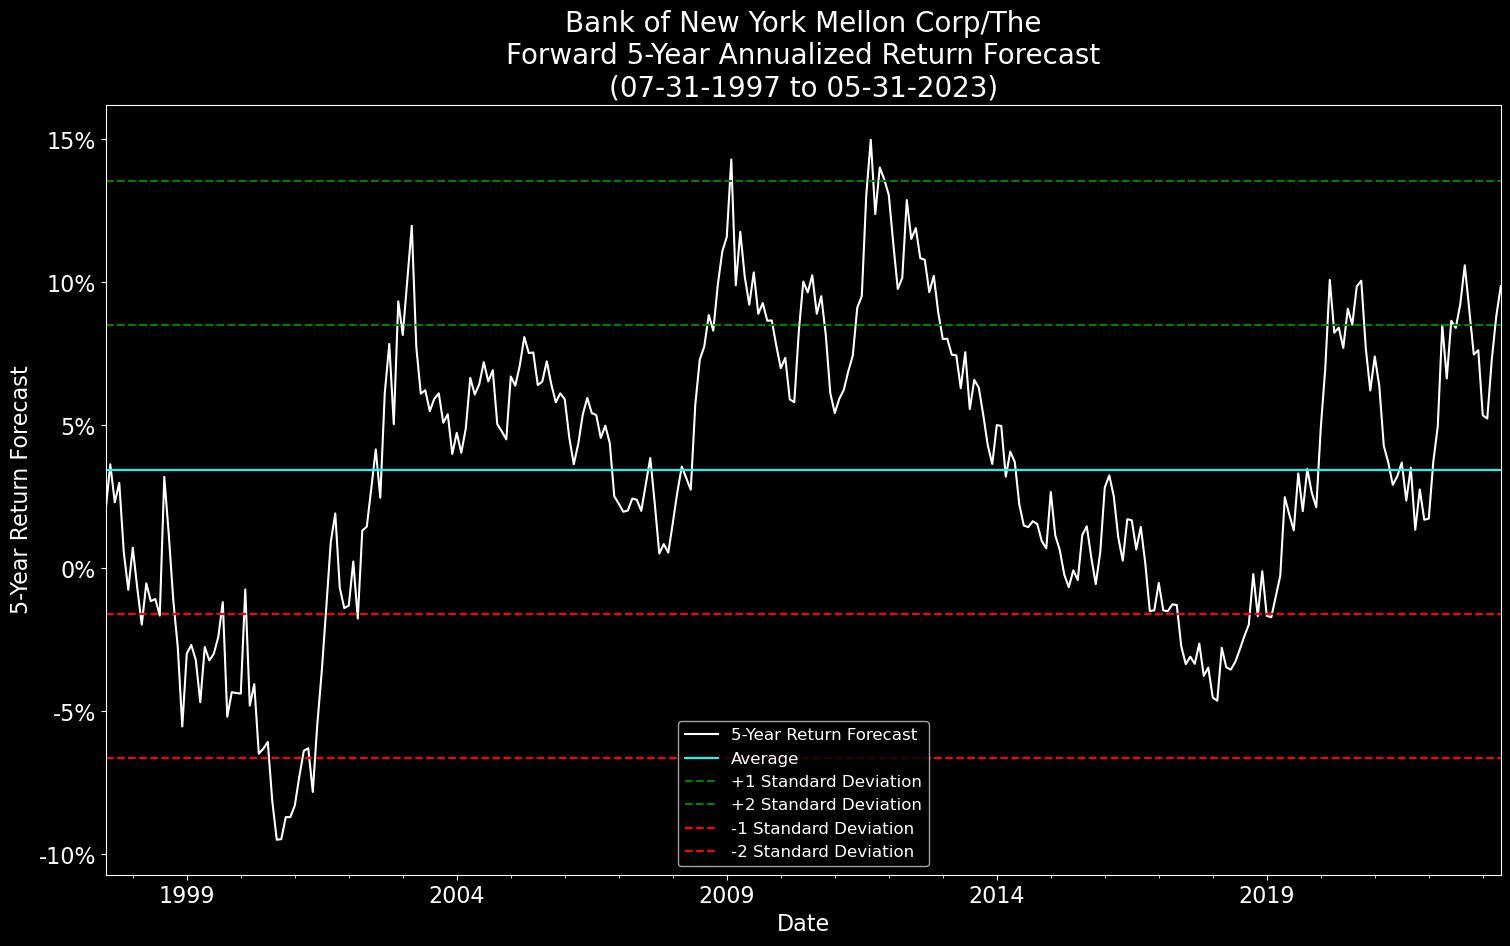 Bank of New York Mellon Corp/The
Forward 5-Year Annualized Return Forecast
(07-31-1997 to 05-31-2023)
15%
10%
5%
0%
-5%
-10%
5-Year Return Forecast
5-Year Return Forecast
Average
+1 Standard Deviation
+2 Standard Deviation
-1 Standard Deviation
-2 Standard Deviation
1999
2004
2009
2014
2019
Date